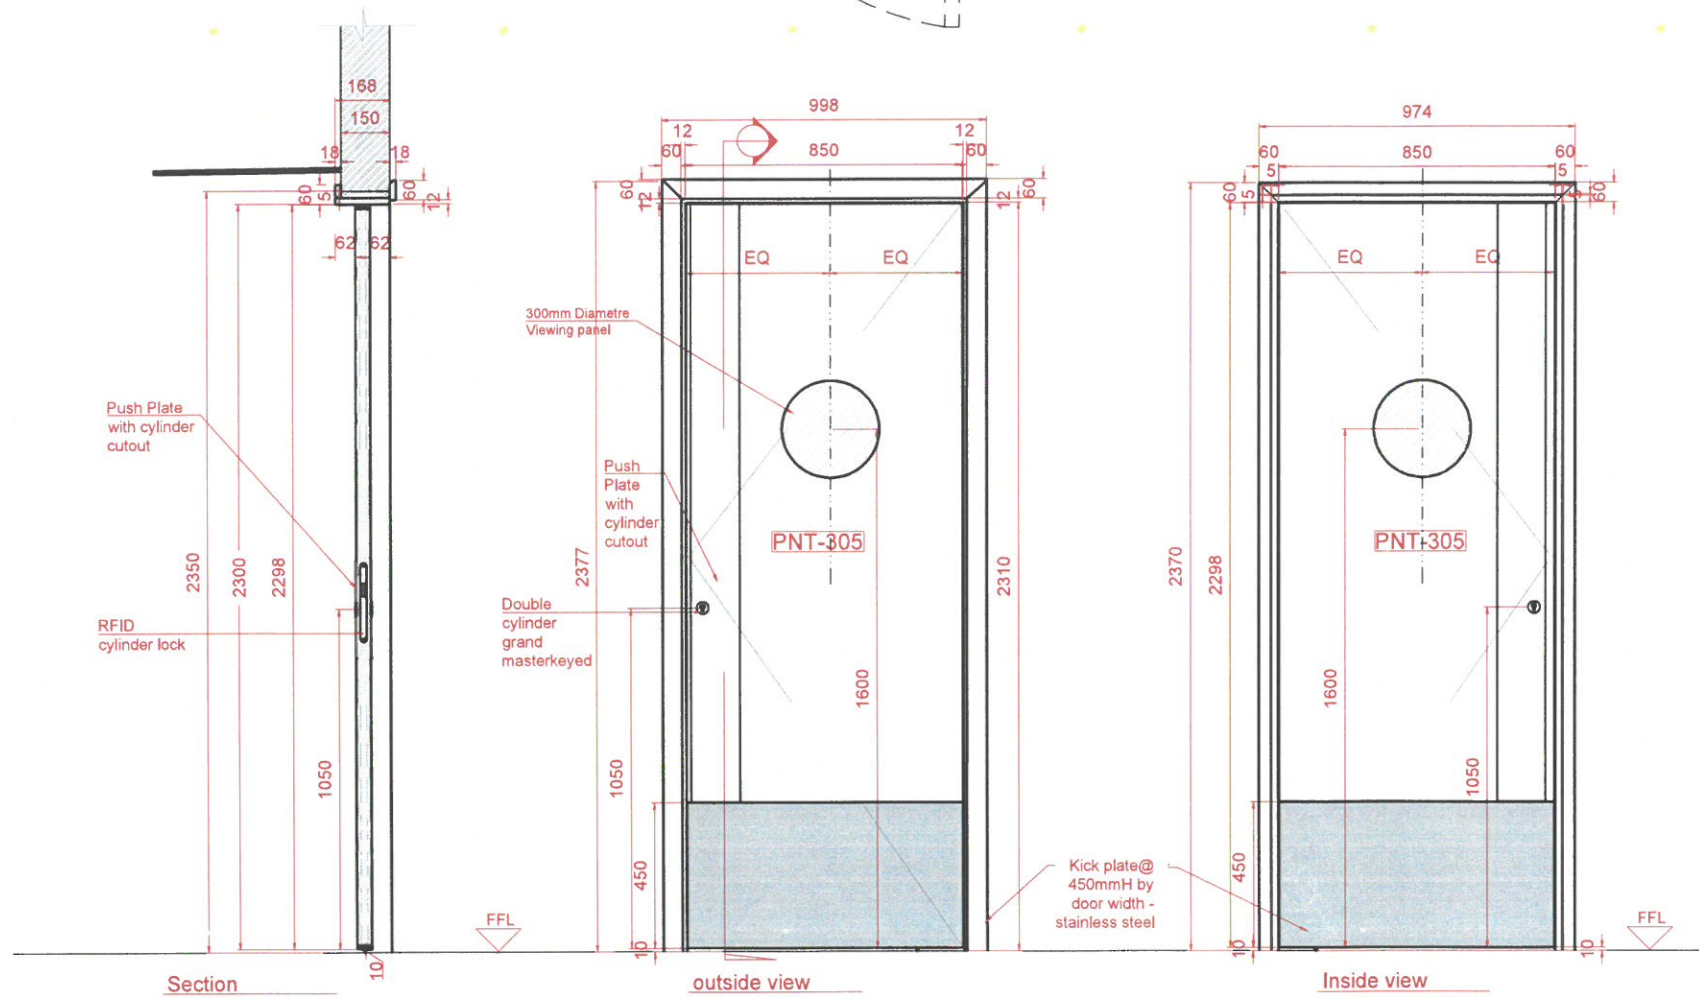 168
150
18
18
60
5
60
12
62
62
Push Plate
with cylinder
cutout
RFID
cylinder lock
2350
2300
2298
1050
10
FFL
Section
998
12
12
60
850
60
60
12
60
12
EQ
EQ
300mm Diametre
Viewing panel
Push
Plate
with
cylinder
cutout
PNT-305
2377
2310
Double
cylinder
grand
masterkeyed
1600
1050
450
10
Kick plate@
450mmH by
door width -
stainless steel
outside view
974
60
850
60
5
5
60
5
5
60
EQ
EQ
PNT-305
2370
2298
1600
1050
450
10
10
FFL
Inside view